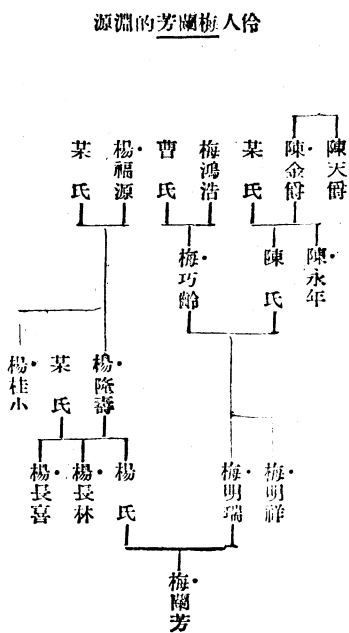 伶人梅蘭芳的淵源
陳天爵
陳金爵
某氏
梅鴻浩
曹氏
楊福源
某氏
陳永年
陳氏
梅巧齡
楊隆壽
某氏
楊桂小
梅明祥
梅明瑞
楊氏
楊長林
楊長喜
梅蘭芳